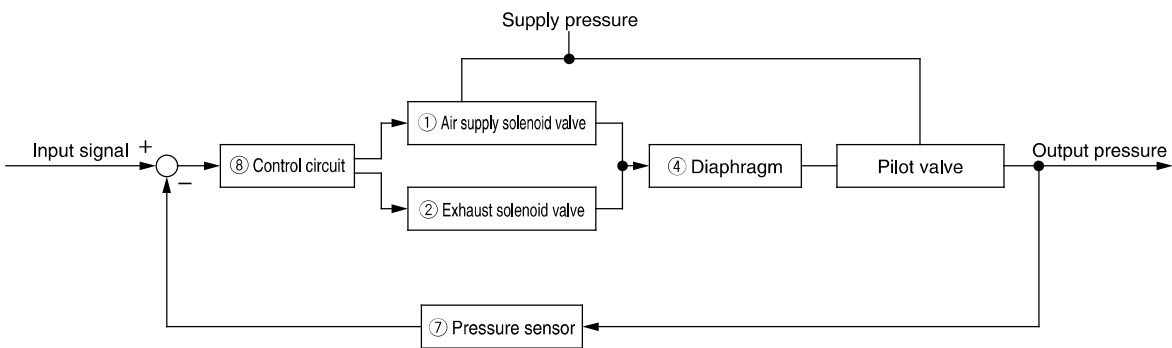 Supply pressure
① Air supply solenoid valve
Input signal
+
−
⑧ Control circuit
② Exhaust solenoid valve
④ Diaphragm
Pilot valve
Output pressure
⑦ Pressure sensor